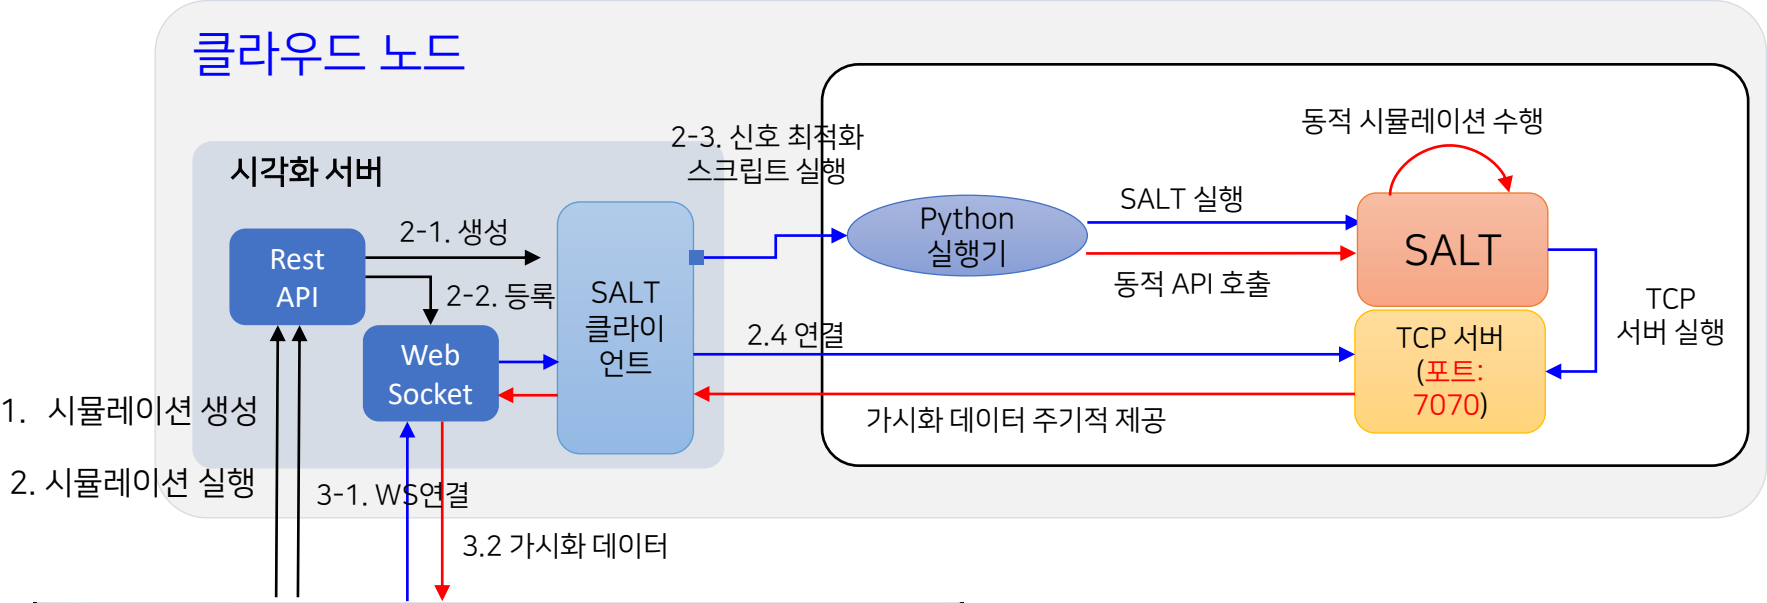 클라우드 노드
시각화 서버
2-3. 신호 최적화
스크립트 실행
동적 시뮬레이션 수행
Rest
API
2-1. 생성
2-2. 등록
Web
Socket
SALT
클라이
언트
Python
실행기
SALT 실행
동적 API 호출
SALT
TCP
서버 실행
2.4 연결
TCP 서버
(포트:
7070)
가시화 데이터 주기적 제공
1. 시뮬레이션 생성
2. 시뮬레이션 실행
3-1. WS연결
3.2 가시화 데이터